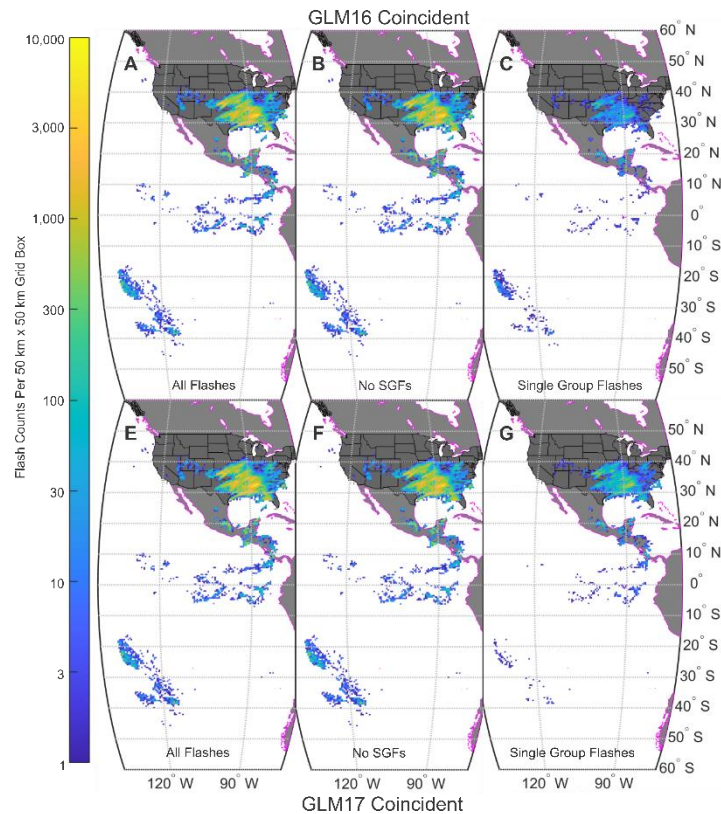 GLM16 Coincident
10,000
3,000
1,000
300
100
30
10
3
1
Flash Counts Per 50 km x 50 km Grid Box
A
B
C
60° N
50° N
40° N
30° N
20° N
10° N
0°
10° S
20° S
30° S
40° S
50° S
All Flashes
No SGFs
Single Group Flashes
E
F
G
50° N
40° N
30° N
20° N
10° N
0°
10° S
20° S
30° S
40° S
50° S
60° S
All Flashes
No SGFs
Single Group Flashes
120° W
90° W
120° W
90° W
120° W
90° W
GLM17 Coincident